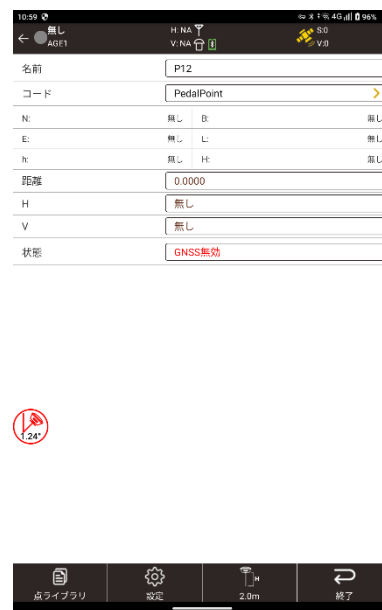 10:59 4G 96%
無し H: NA S:0
AGE1 V: NA V:0
名前 P12
コード PedalPoint
N: 無し B: 無し
E: 無し L: 無し
h: 無し H: 無し
距離 0.0000
H 無し
V 無し
状態 GNSS無効
1.24°
H
点ライブラリ 設定 2.0m 終了